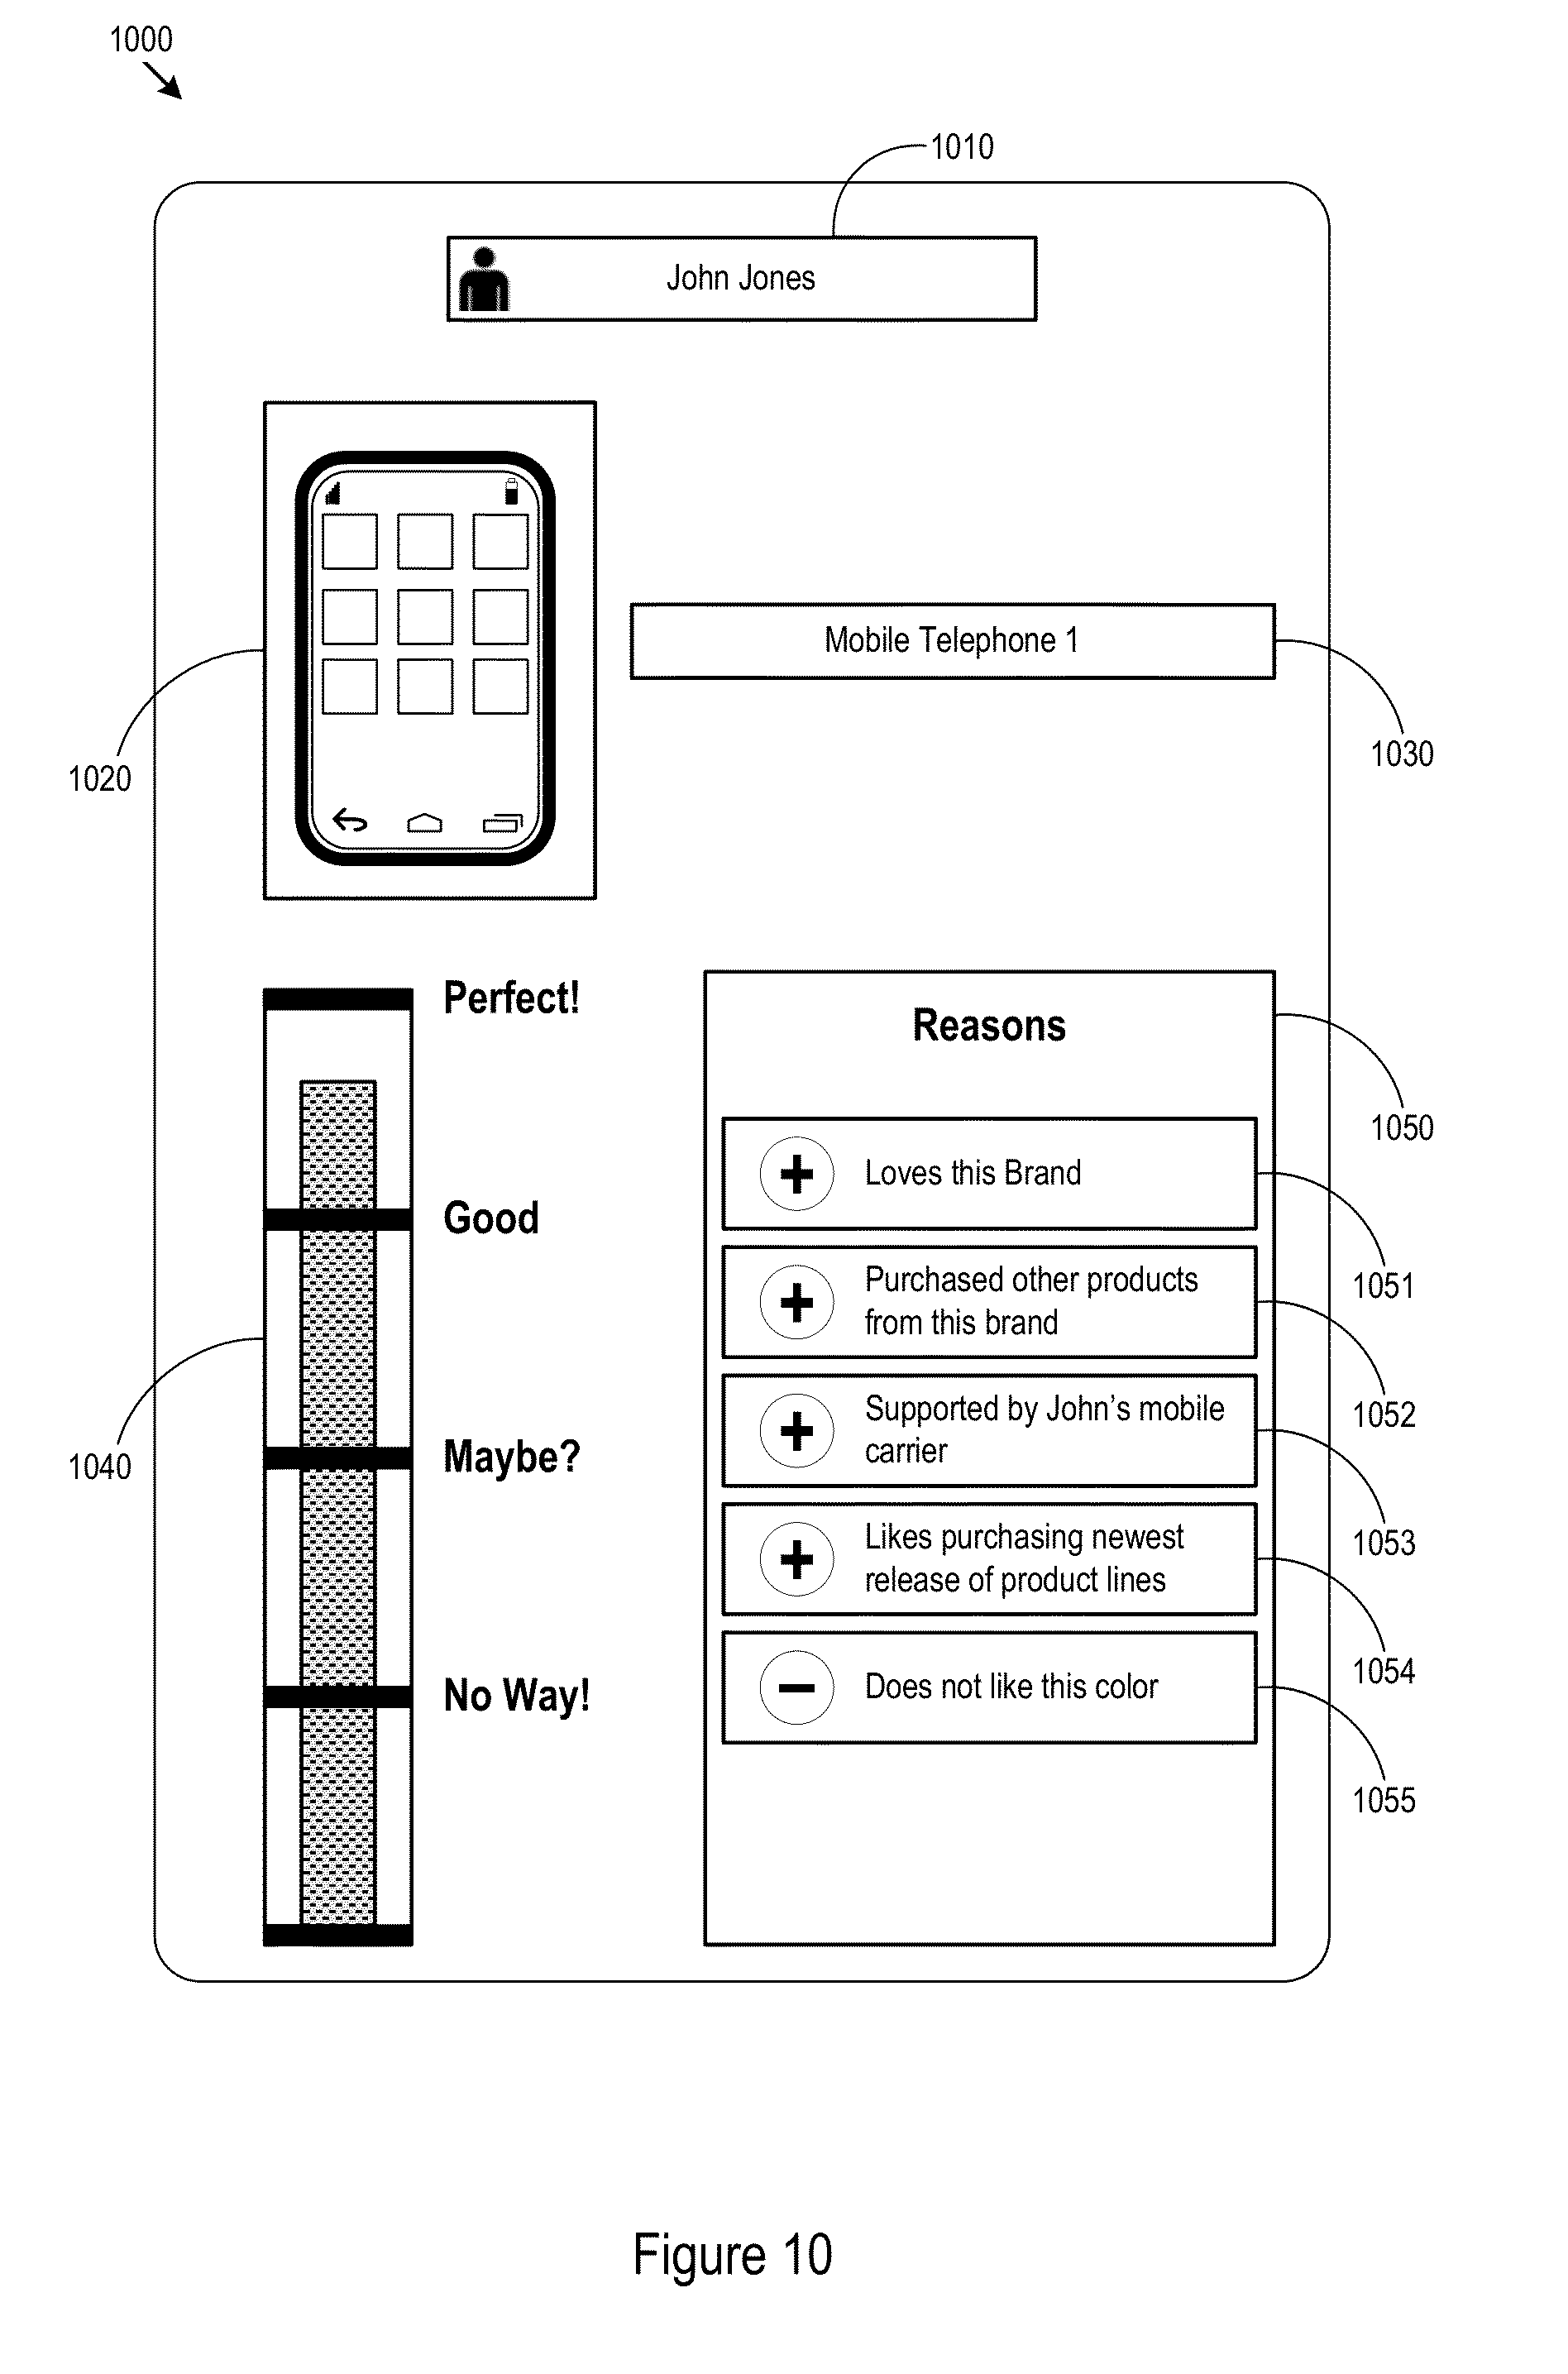 1000
1010
John Jones
Mobile Telephone 1
1020
1030
Perfect!
Good
Maybe?
No Way!
1040
Reasons
1050
Loves this Brand
1051
Purchased other products
from this brand
1052
Supported by John’s mobile
carrier
1053
Likes purchasing newest
release of product lines
1054
Does not like this color
1055
Figure 10